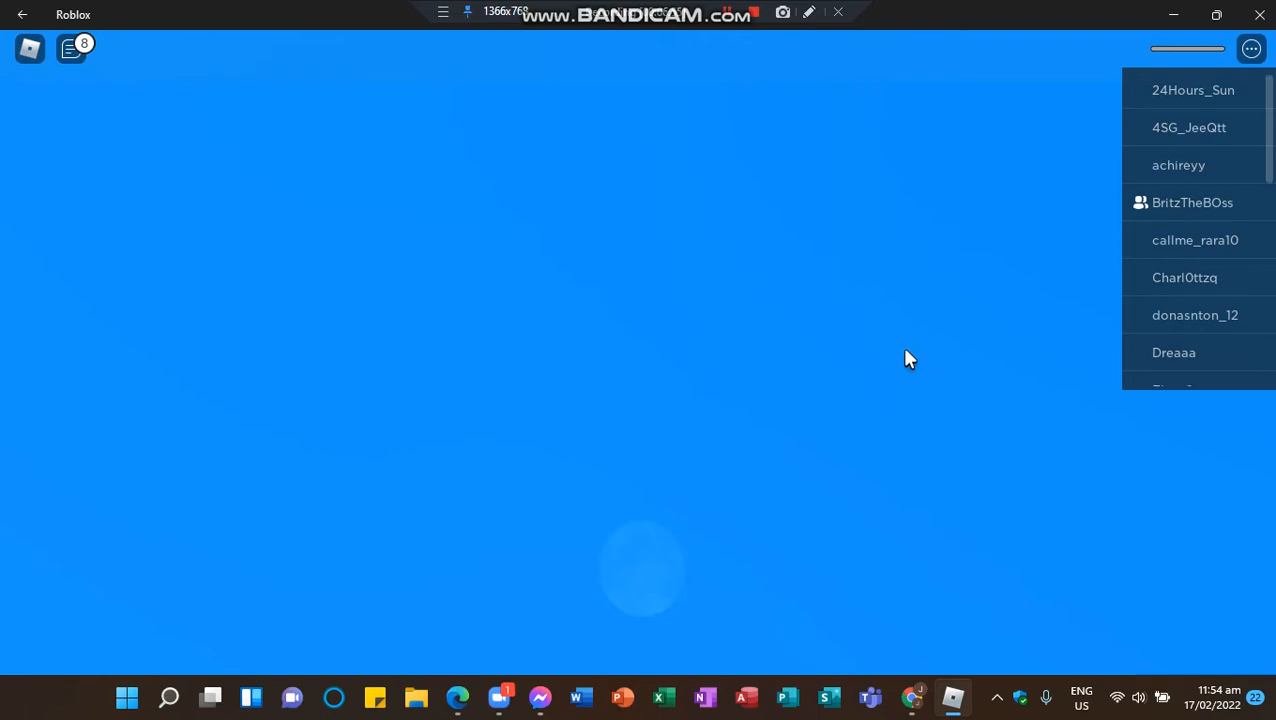 Roblox
1366x768
www.BANDICAM.com
8
24Hours_Sun
4SG_JeeQtt
achireyy
BritzTheBOss
callme_rara10
Charl0ttzq
donasnton_12
Dreaaa
1
ENG
US
11:54 am
17/02/2022
22